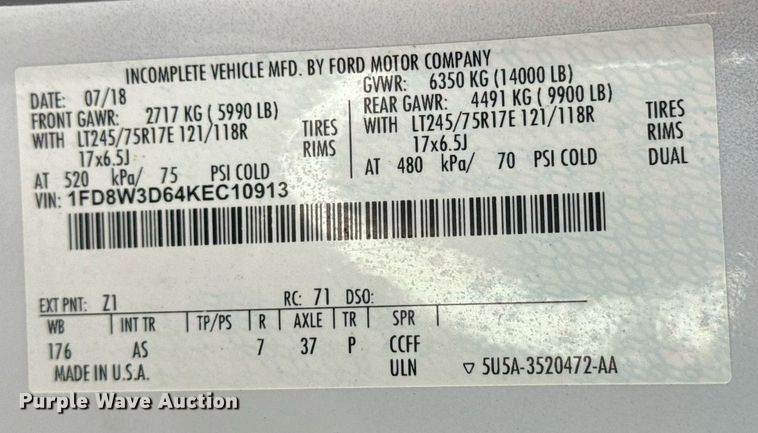 INCOMPLETE VEHICLE MFD. BY FORD MOTOR COMPANY
DATE: 07/18 GVWR: 6350 KG (14000 LB)
FRONT GAWR: 2717 KG ( 5990 LB) REAR GAWR: 4491 KG ( 9900 LB)
WITH LT245/75R17E 121/118R TIRES WITH LT245/75R17E 121/118R TIRES
17x6.5J RIMS 17x6.5J RIMS
AT 520 kPa/ 75 PSI COLD AT 480 kPa/ 70 PSI COLD DUAL
VIN: 1FD8W3D64KEC10913
EXT PNT: Z1 RC: 71 DSO:
WB INT TR TP/PS R AXLE TR SPR
176 AS 7 37 P CCFF
MADE IN U.S.A. ULN ▽ 5U5A-3520472-AA
Purple Wave Auction